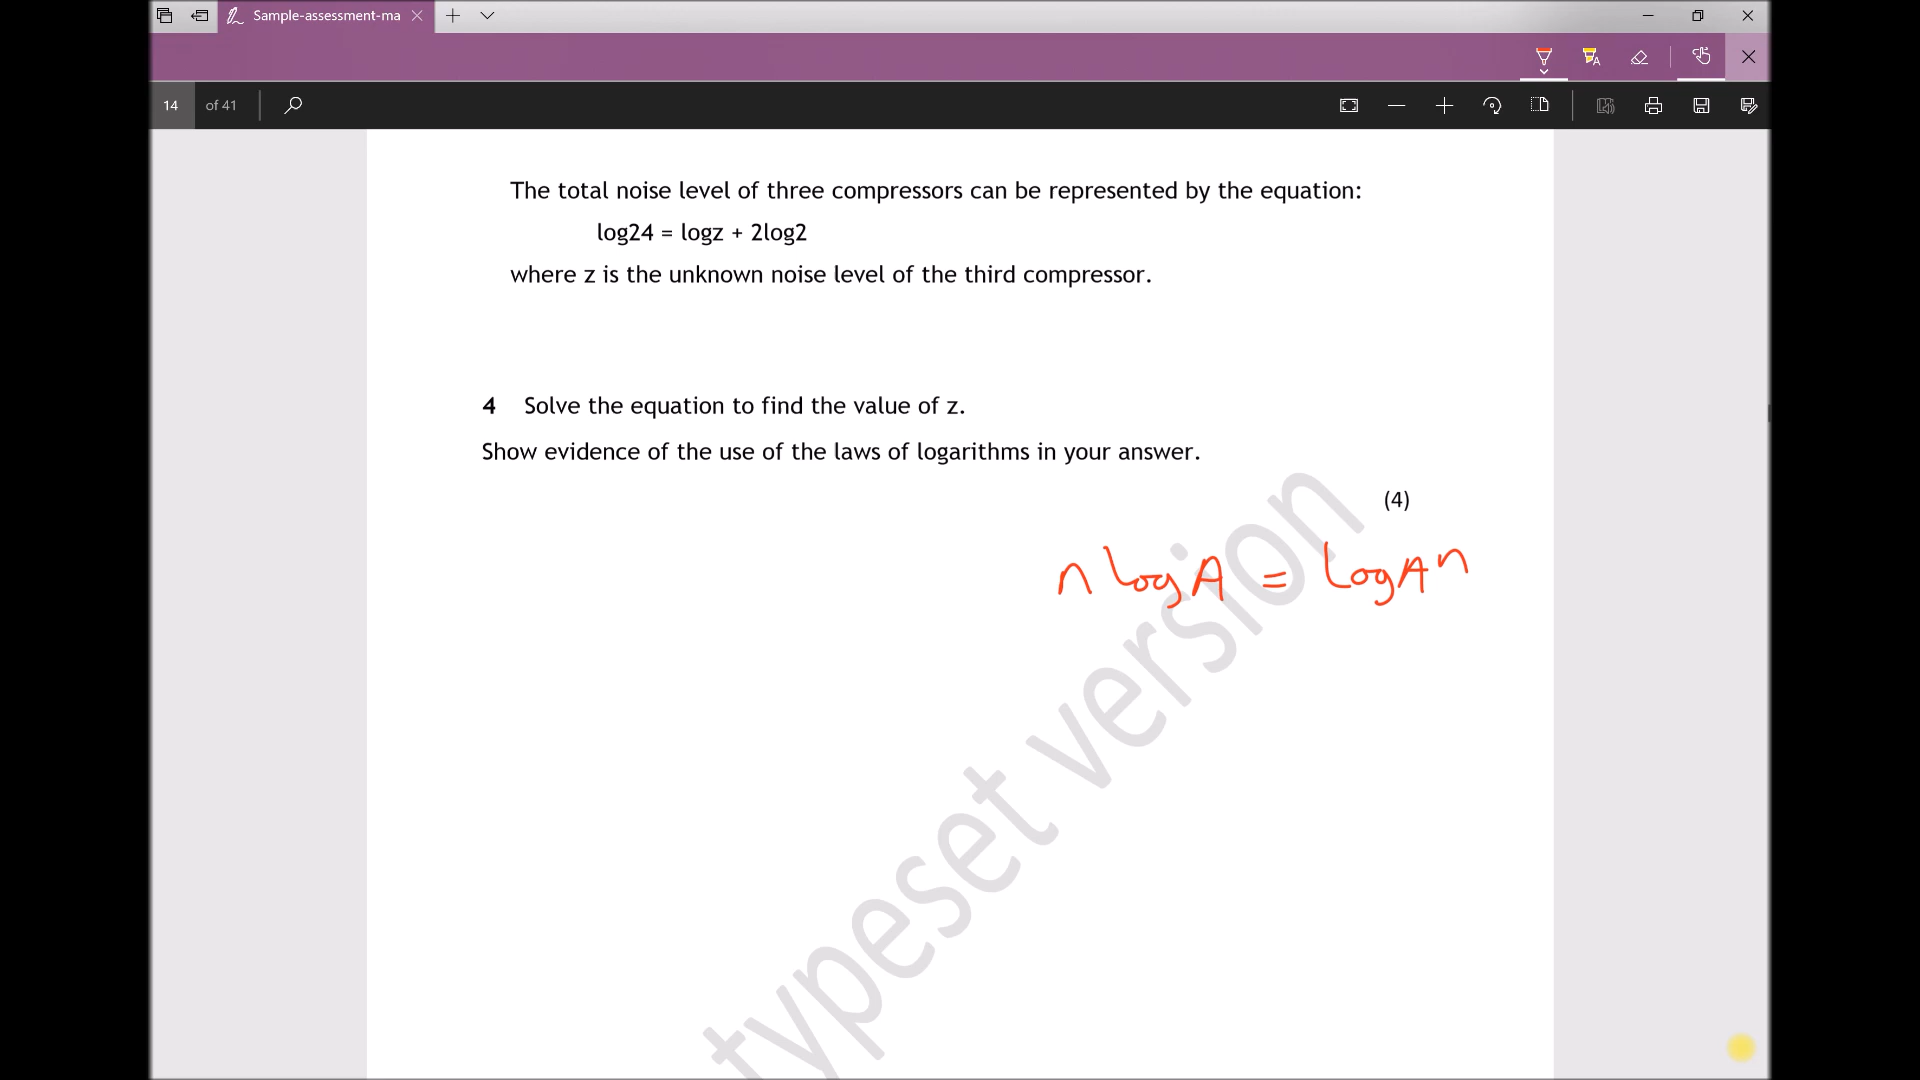 Sample-assessment-ma
14 of 41
The total noise level of three compressors can be represented by the equation:
log24 = logz + 2log2
where z is the unknown noise level of the third compressor.
4 Solve the equation to find the value of z.
Show evidence of the use of the laws of logarithms in your answer.
(4)
n log A = log Aⁿ
typeset version